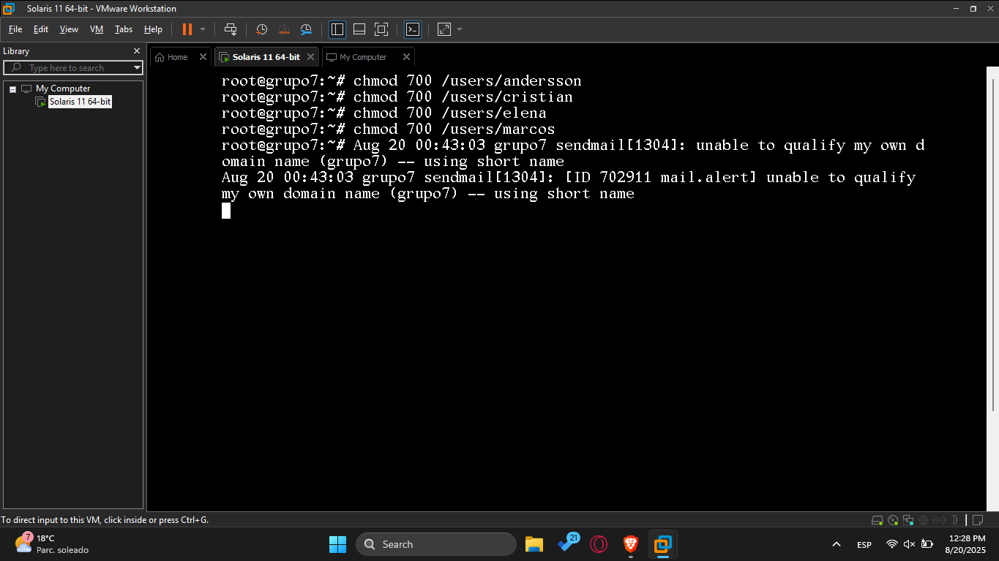 Solaris 11 64-bit - VMware Workstation
File Edit View VM Tabs Help
Library
Type here to search
My Computer
Solaris 11 64-bit
Home
Solaris 11 64-bit
My Computer
root@grupo7:~# chmod 700 /users/andersson
root@grupo7:~# chmod 700 /users/cristian
root@grupo7:~# chmod 700 /users/elena
root@grupo7:~# chmod 700 /users/marcos
root@grupo7:~# Aug 20 00:43:03 grupo7 sendmail[1304]: unable to qualify my own d
omain name (grupo7) -- using short name
Aug 20 00:43:03 grupo7 sendmail[1304]: [ID 702911 mail.alert] unable to qualify
my own domain name (grupo7) -- using short name
To direct input to this VM, click inside or press Ctrl+G.
7
18°C
Parc. soleado
Search
21
ESP
12:28 PM
8/20/2025